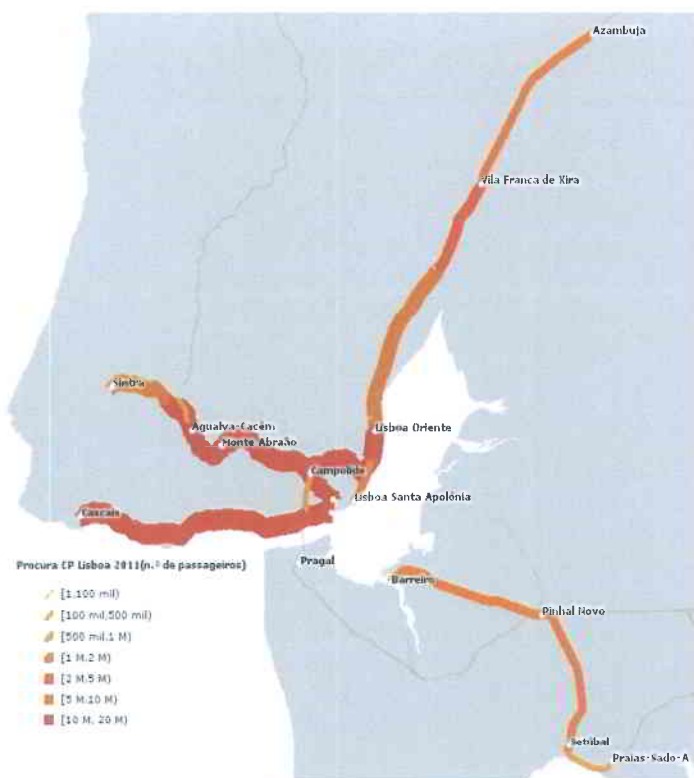 Azambuja
Vila Franca de Xira
Sintra
Agualva-Cacém
Monte Abraão
Lisboa Oriente
Campolide
Lisboa Santa Apolónia
Cascais
Pragal
Barreiro
Pinhal Novo
Setúbal
Praias-Sado-A
Procura CP Lisboa 2011(n.º de passageiros)
[1,100 mil)
[100 mil,500 mil)
[500 mil,1 M)
[1 M,2 M)
[2 M,5 M)
[5 M,10 M)
[10 M, 20 M)